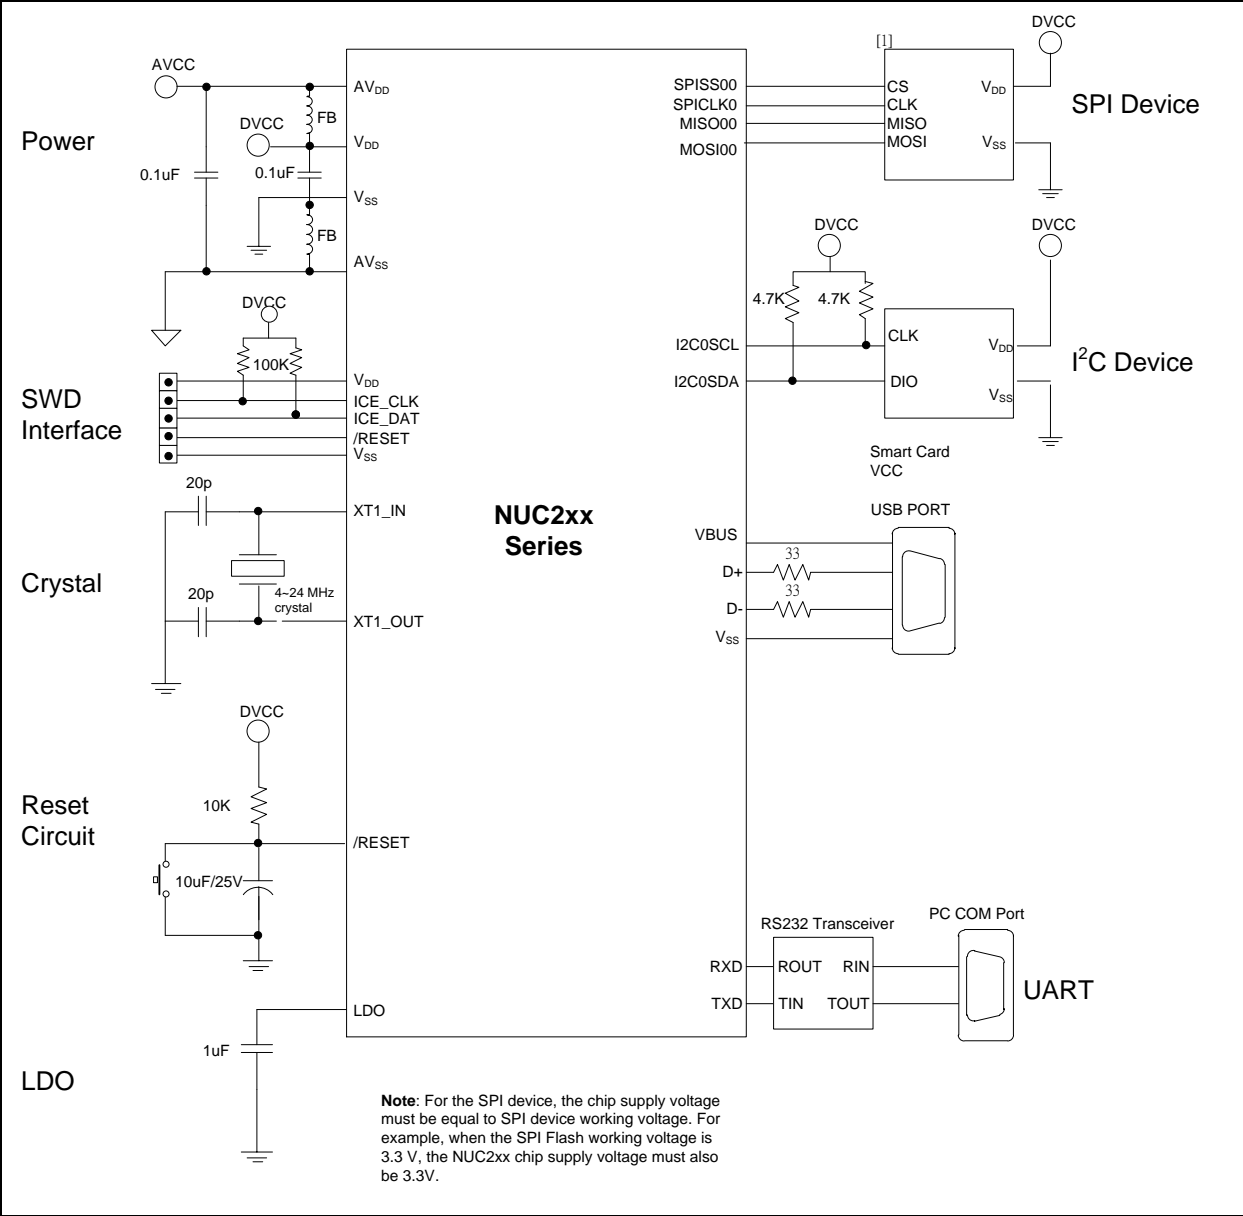 Power
AVCC
AVDD
FB
DVCC
VDD
0.1uF
0.1uF
VSS
FB
AVSS
SWD
Interface
DVCC
100K
VDD
ICE_CLK
ICE_DAT
/RESET
VSS
Crystal
20p
XT1_IN
4~24 MHz
crystal
20p
XT1_OUT
Reset
Circuit
DVCC
10K
/RESET
10uF/25V
LDO
LDO
1uF
NUC2xx
Series
SPISS00
SPICLK0
MISO00
MOSI00
[1]
CS
CLK
MISO
MOSI
VDD
VSS
DVCC
SPI Device
DVCC
4.7K
4.7K
I2C0SCL
I2C0SDA
CLK
DIO
VDD
VSS
DVCC
I²C Device
Smart Card
VCC
USB PORT
VBUS
33
D+
33
D-
VSS
RS232 Transceiver
PC COM Port
RXD
TXD
ROUT
RIN
TIN
TOUT
UART
Note: For the SPI device, the chip supply voltage
must be equal to SPI device working voltage. For
example, when the SPI Flash working voltage is
3.3 V, the NUC2xx chip supply voltage must also
be 3.3V.